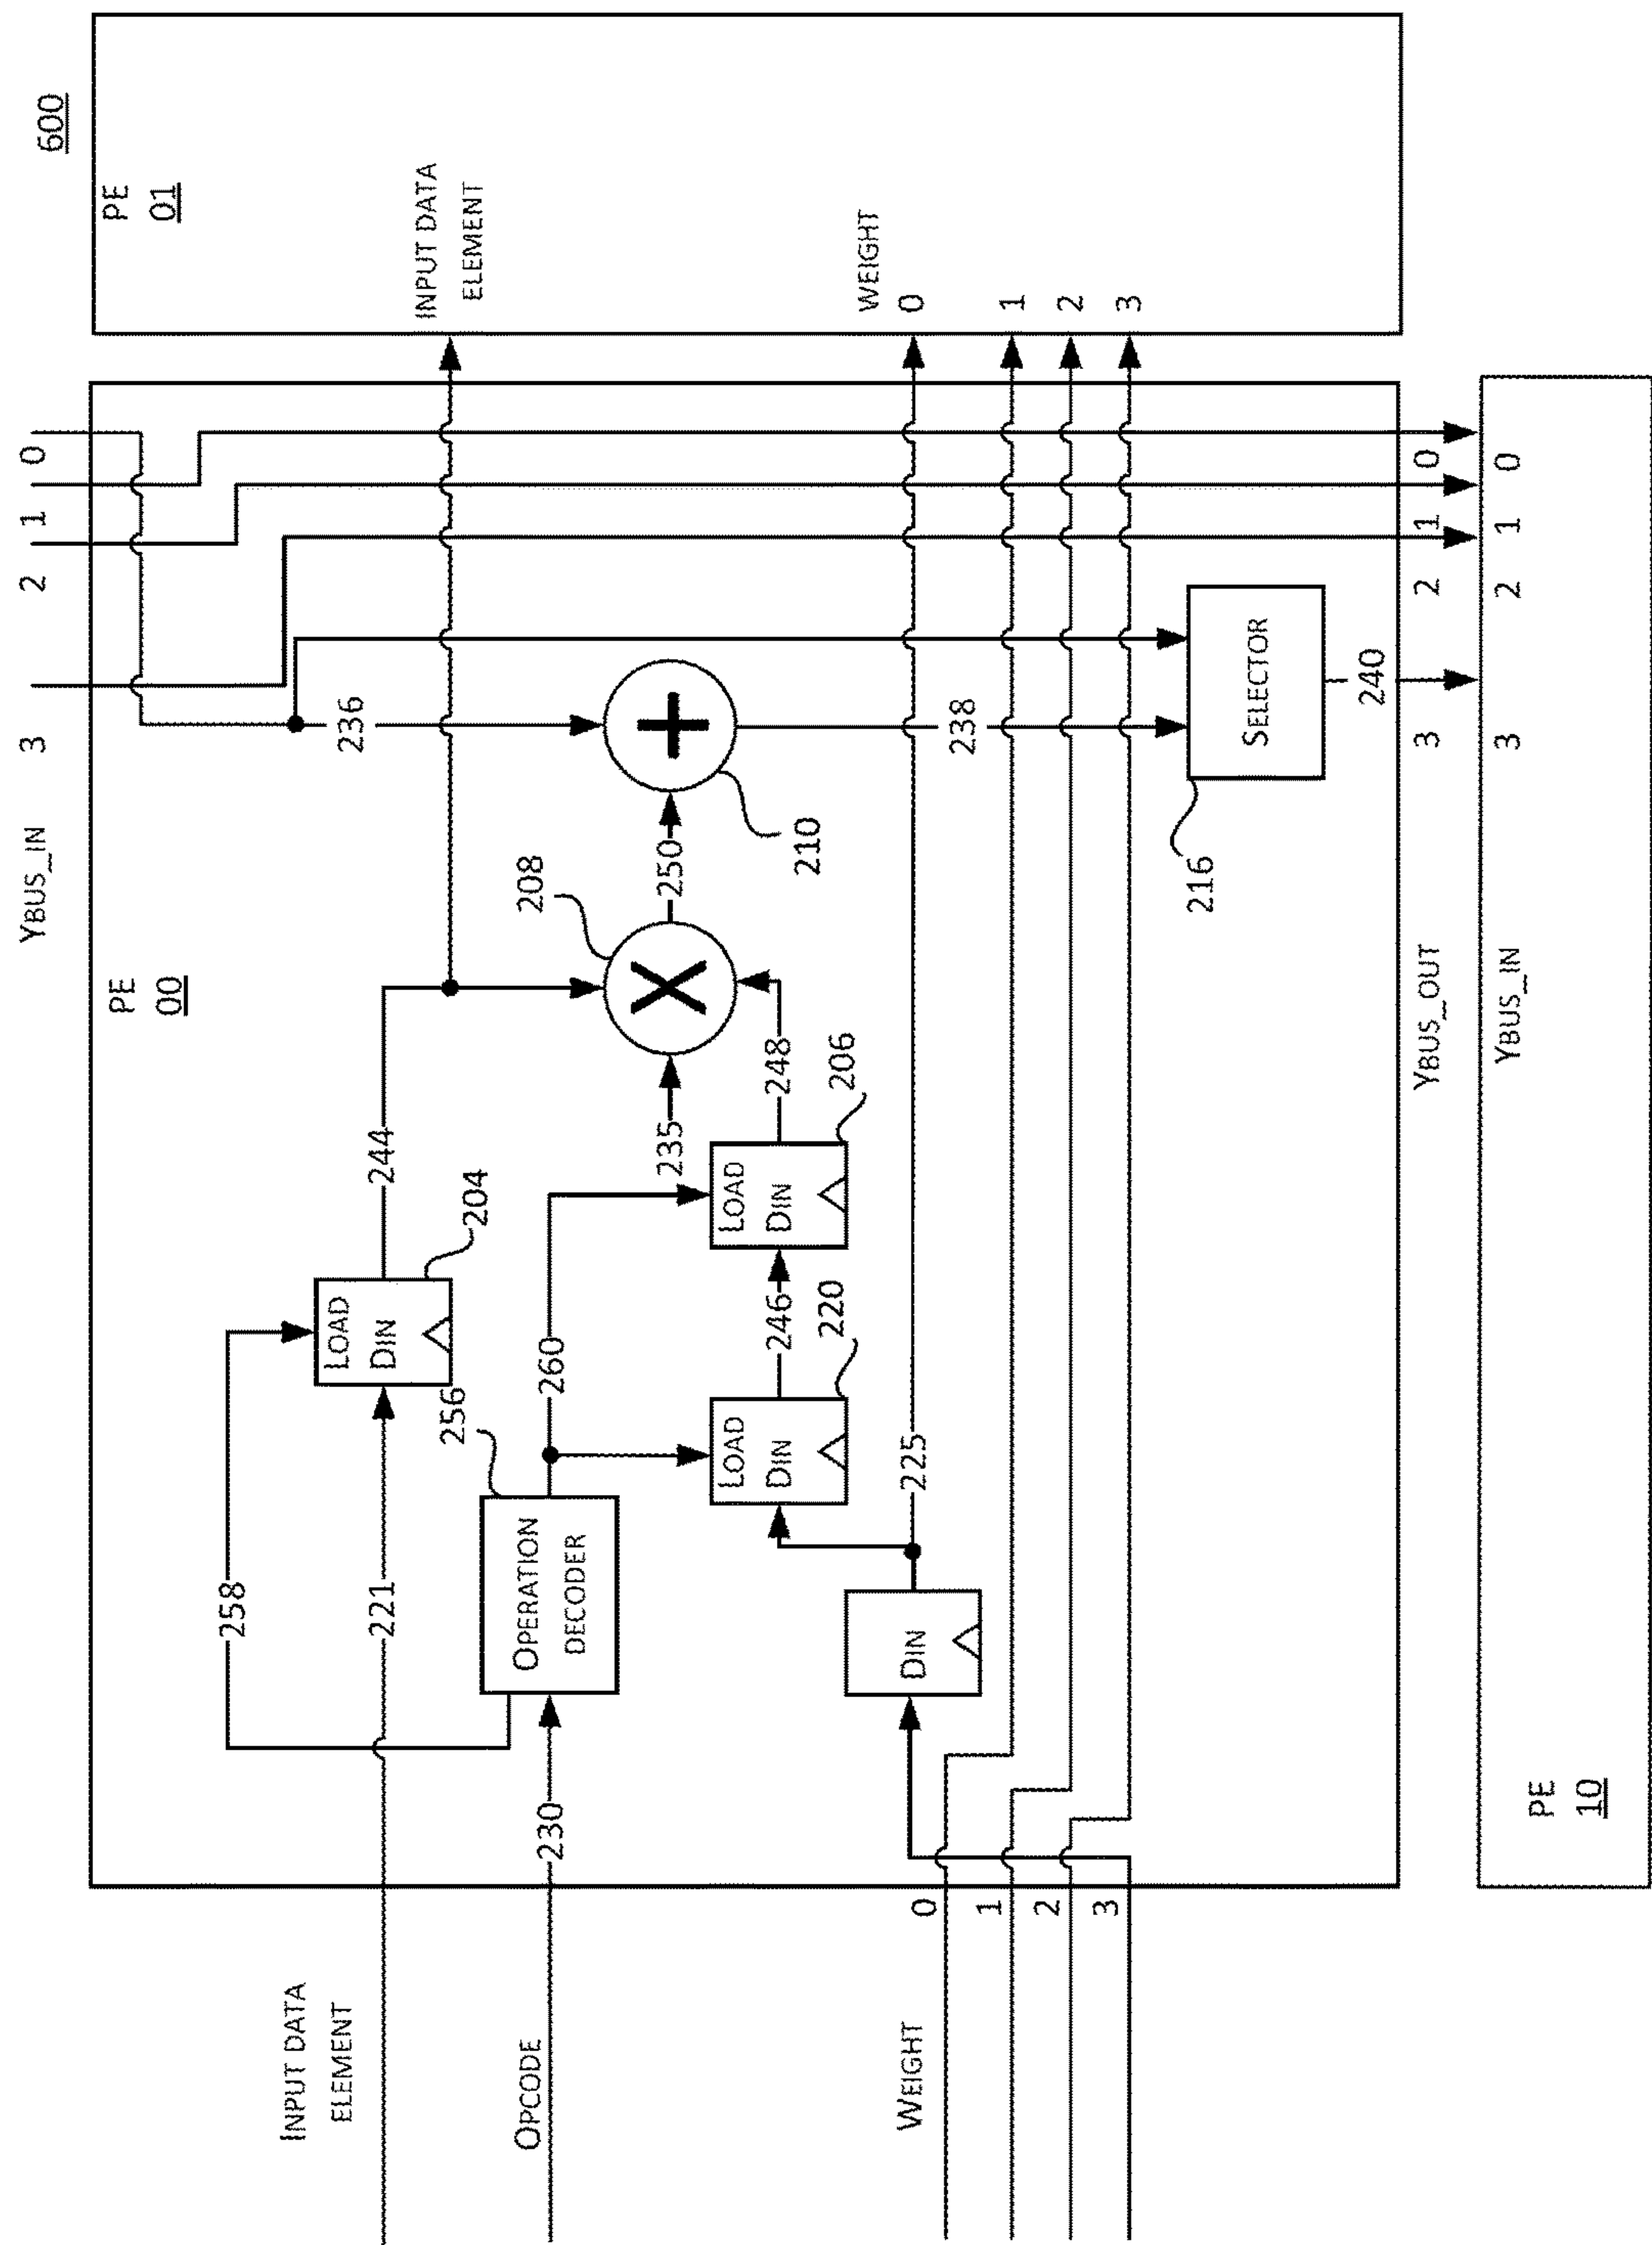 600
YBUS_IN
3
2
1
0
PE
00
PE
01
INPUT DATA
ELEMENT
221
258
LOAD
DIN
204
244
INPUT DATA
ELEMENT
OPCODE
230
OPERATION
DECODER
256
260
235
208
250
210
236
LOAD
DIN
220
246
LOAD
DIN
206
248
238
WEIGHT
0
1
2
3
DIN
225
WEIGHT
0
1
2
3
SELECTOR
216
240
YBUS_OUT
3
2
1
0
YBUS_IN
3
2
1
0
PE
10